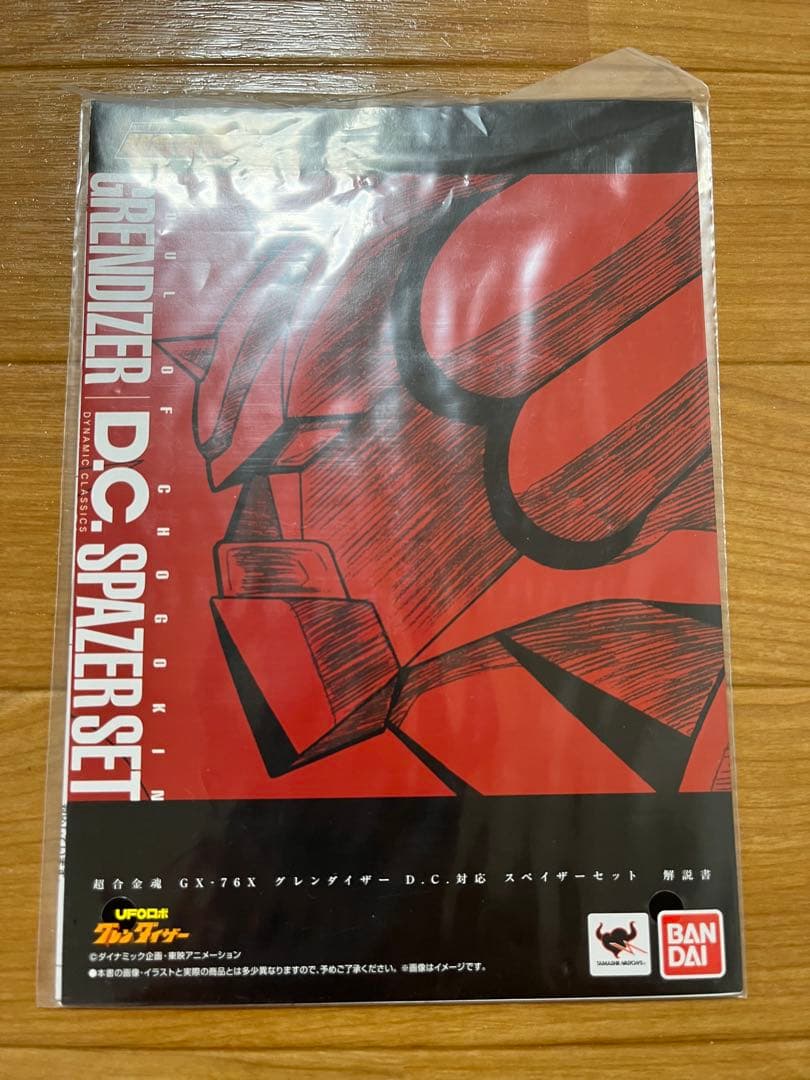 GRENDIZER
D.C. SPAZER SET
DYNAMIC CLASSICS
SOUL OF CHOGOKIN
超合金魂 GX-76X グレンダイザー D.C.対応 スペイザーセット 解説書
UFOロボ
グレンダイザー
©ダイナミック企画・東映アニメーション
●本書の画像・イラストと実際の商品とは多少異なりますので、予めご了承ください。※画像はイメージです。
TAMASHII NATIONS
BAN
DAI